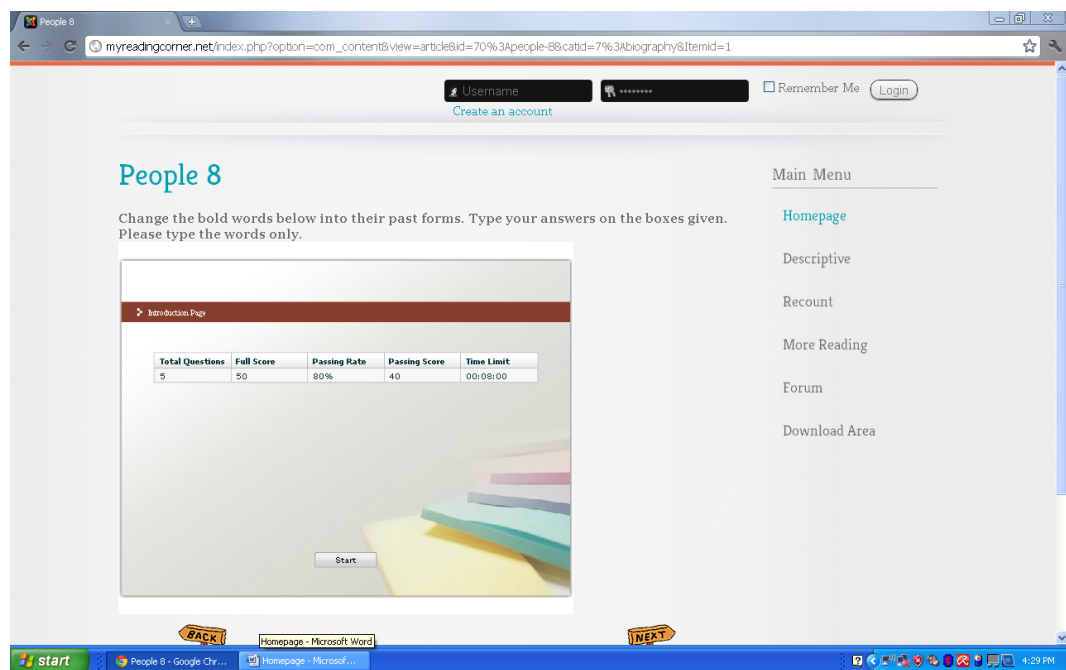 People 8
myreadingcorner.net/index.php?option=com_content&view=article&id=70%3Apeople-8&catid=7%3Abiography&Itemid=1
Username
Remember Me
Login
Create an account
People 8
Change the bold words below into their past forms. Type your answers on the boxes given.
Please type the words only.
Introduction Page
Total Questions Full Score Passing Rate Passing Score Time Limit
5 50 80% 40 00:08:00
Start
Main Menu
Homepage
Descriptive
Recount
More Reading
Forum
Download Area
BACK
NEXT
Homepage - Microsoft Word
start
People 8 - Google Chr...
Homepage - Microsof...
4:29 PM